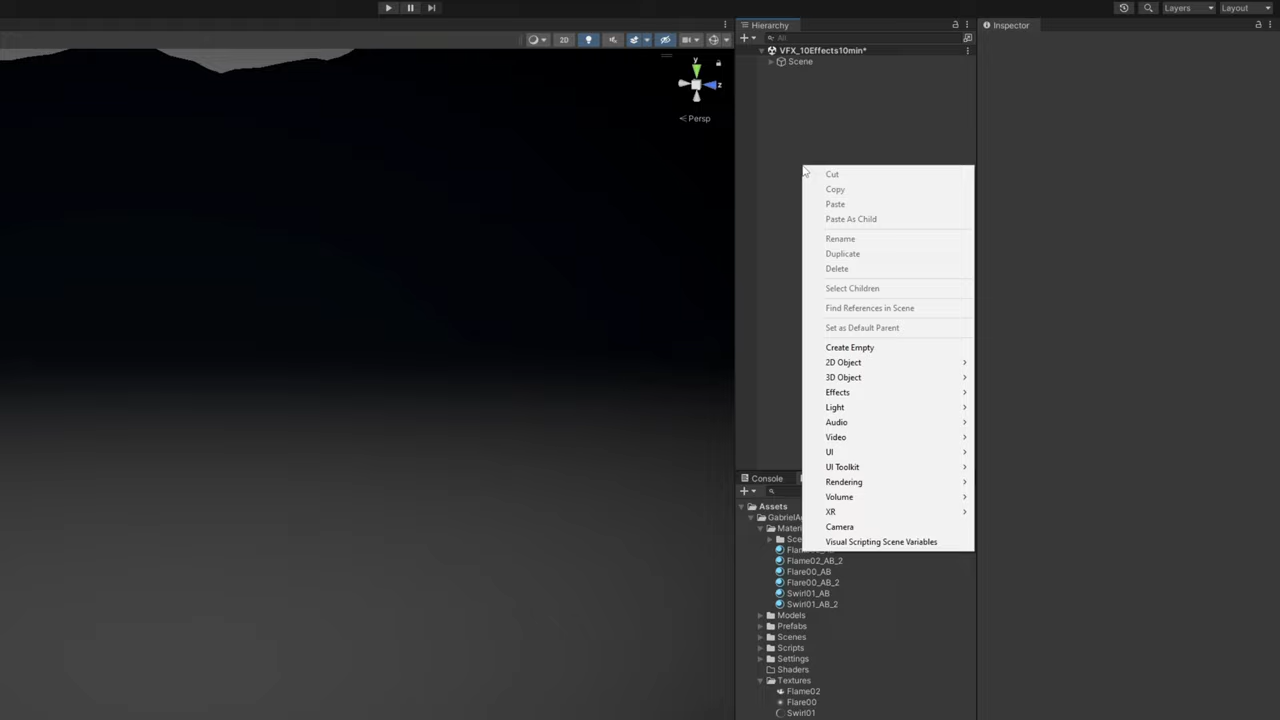 Layers
Layout
Hierarchy
Inspector
2D
All
VFX_10Effects10min*
Scene
y
z
Persp
Cut
Copy
Paste
Paste As Child
Rename
Duplicate
Delete
Select Children
Find References in Scene
Set as Default Parent
Create Empty
2D Object
3D Object
Effects
Light
Audio
Video
UI
UI Toolkit
Rendering
Volume
XR
Camera
Visual Scripting Scene Variables
Console
Assets
Flame02_AB_2
Flare00_AB
Flare00_AB_2
Swirl01_AB
Swirl01_AB_2
Models
Prefabs
Scenes
Scripts
Settings
Shaders
Textures
Flame02
Flare00
Swirl01